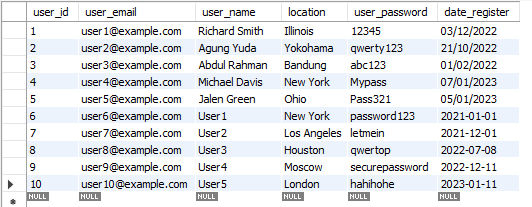 user_id user_email user_name location user_password date_register
1 user1@example.com Richard Smith Illinois 12345 03/12/2022
2 user2@example.com Agung Yuda Yokohama qwerty123 21/10/2022
3 user3@example.com Abdul Rahman Bandung abc123 01/02/2022
4 user4@example.com Michael Davis New York Mypass 07/01/2023
5 user5@example.com Jalen Green Ohio Pass321 05/01/2023
6 user6@example.com User1 New York password123 2021-01-01
7 user7@example.com User2 Los Angeles letmein 2021-12-01
8 user8@example.com User3 Houston qwertop 2022-07-08
9 user9@example.com User4 Moscow securepassword 2022-12-11
10 user10@example.com User5 London hahihohe 2023-01-11
NULL NULL NULL NULL NULL NULL